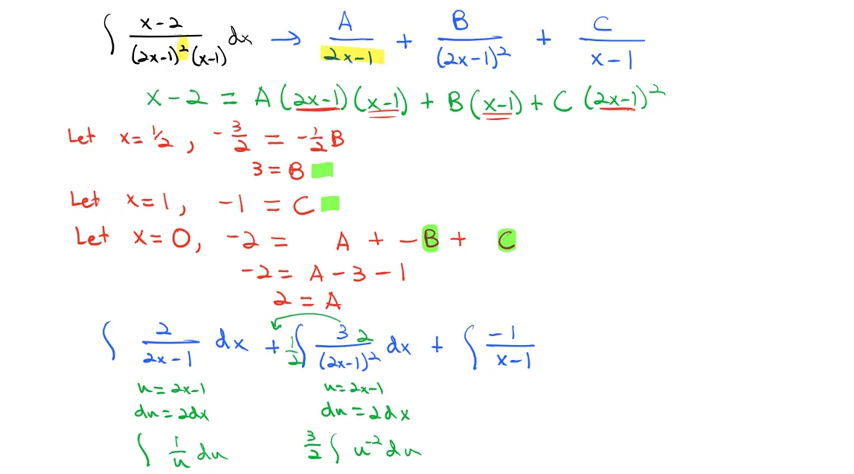 ∫ (x-2)/((2x-1)²(x-1)) dx → A/(2x-1) + B/(2x-1)² + C/(x-1)
x-2 = A(2x-1)(x-1) + B(x-1) + C(2x-1)²
Let x=1/2, -3/2 = -1/2 B
3 = B
Let x=1, -1 = C
Let x=0, -2 = A + -B + C
-2 = A - 3 - 1
2 = A
∫ 2/(2x-1) dx + 1/2 ∫ 3 2/(2x-1)² dx + ∫ -1/(x-1)
u = 2x-1 u = 2x-1
du = 2dx du = 2dx
∫ 1/u du 3/2 ∫ u⁻² du